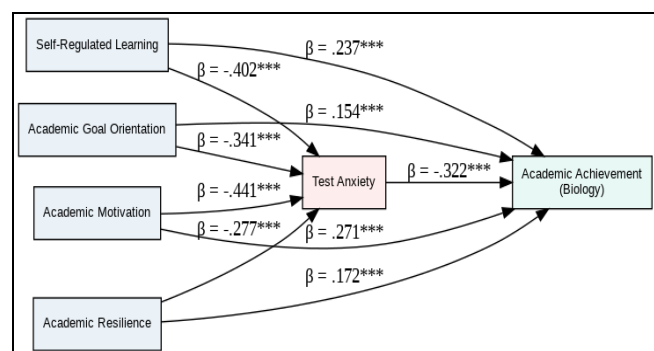 Self-Regulated Learning
β = .237***
β = -.402***
Academic Goal Orientation
β = .154***
β = -.341***
Test Anxiety
β = -.322***
Academic Achievement
(Biology)
Academic Motivation
β = -.441***
β = -.277***
β = .271***
β = .172***
Academic Resilience